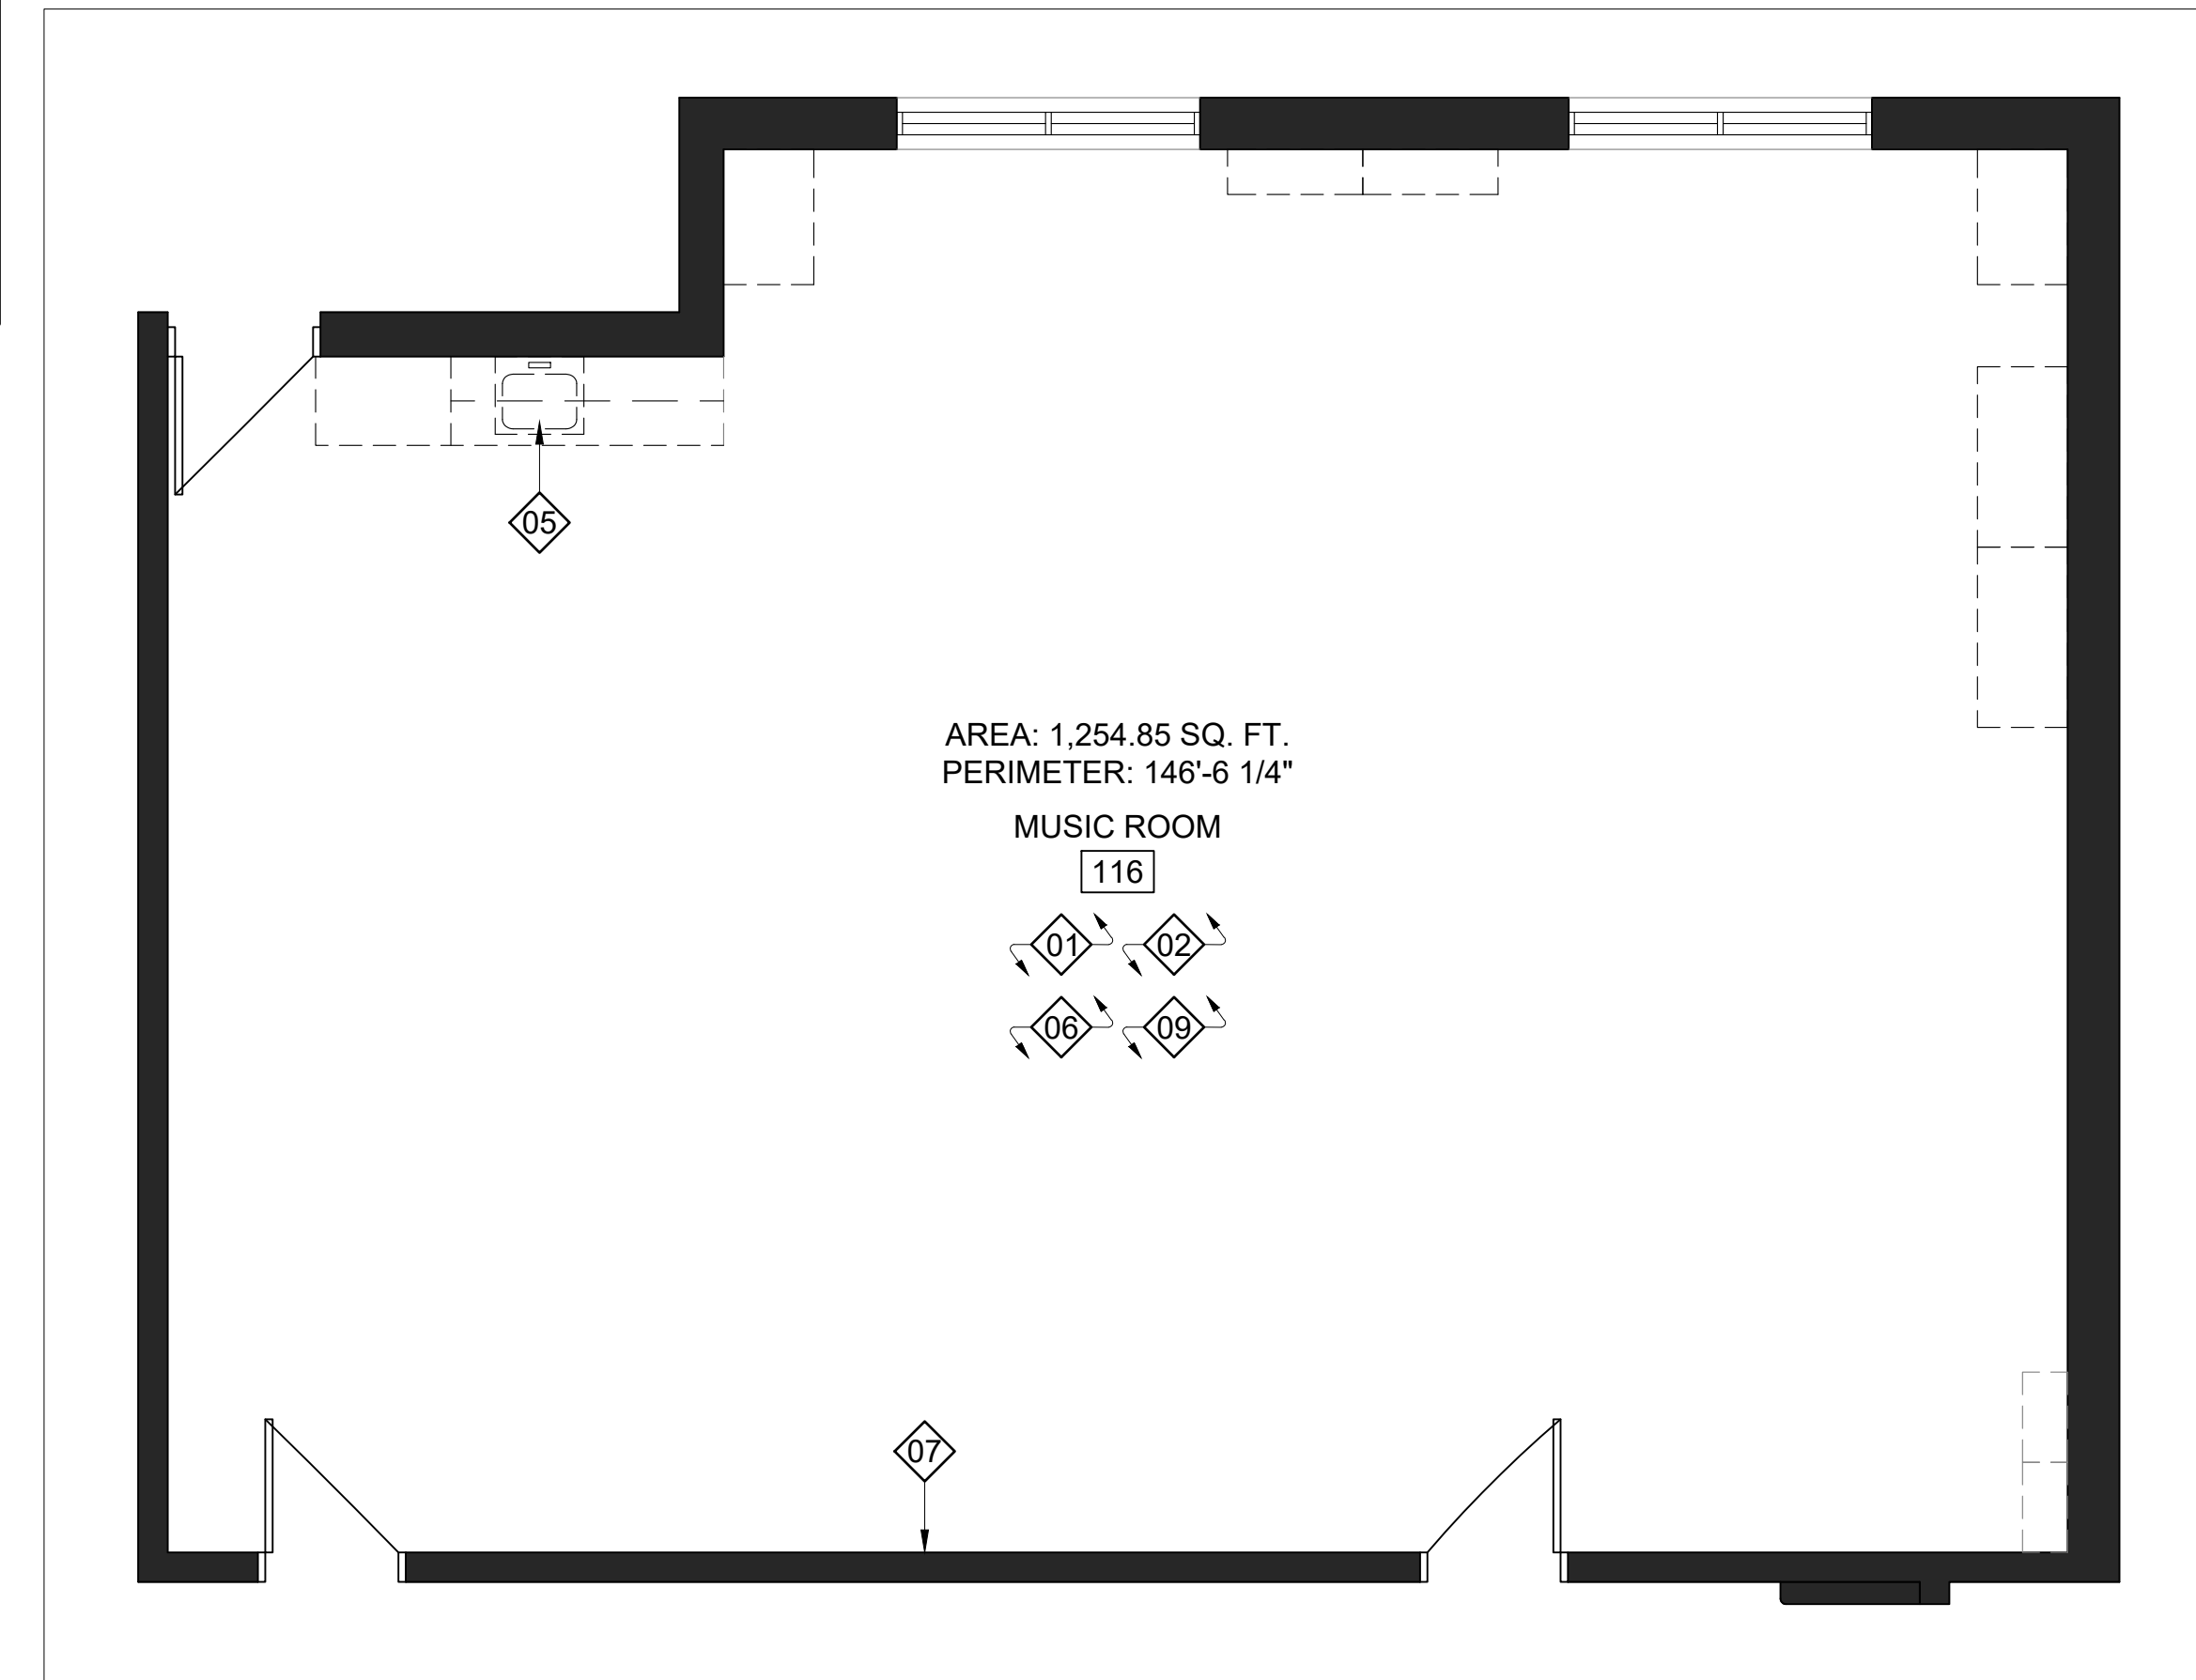 05
AREA: 1,254.85 SQ. FT.
PERIMETER: 146'-6 1/4"
MUSIC ROOM
116
01 02
06 09
07